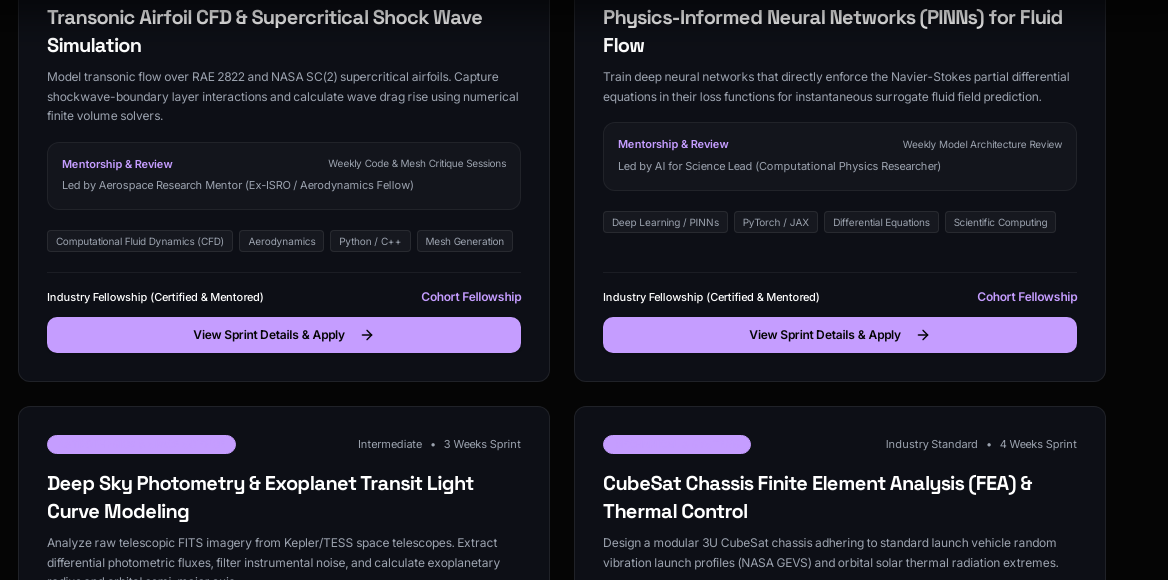 Transonic Airfoil CFD & Supercritical Shock Wave
Simulation
Model transonic flow over RAE 2822 and NASA SC(2) supercritical airfoils. Capture
shockwave-boundary layer interactions and calculate wave drag rise using numerical
finite volume solvers.
Mentorship & Review
Weekly Code & Mesh Critique Sessions
Led by Aerospace Research Mentor (Ex-ISRO / Aerodynamics Fellow)
Computational Fluid Dynamics (CFD)
Aerodynamics
Python / C++
Mesh Generation
Industry Fellowship (Certified & Mentored)
Cohort Fellowship
View Sprint Details & Apply →
Physics-Informed Neural Networks (PINNs) for Fluid
Flow
Train deep neural networks that directly enforce the Navier-Stokes partial differential
equations in their loss functions for instantaneous surrogate fluid field prediction.
Mentorship & Review
Weekly Model Architecture Review
Led by AI for Science Lead (Computational Physics Researcher)
Deep Learning / PINNs
PyTorch / JAX
Differential Equations
Scientific Computing
Industry Fellowship (Certified & Mentored)
Cohort Fellowship
View Sprint Details & Apply →
Intermediate • 3 Weeks Sprint
Deep Sky Photometry & Exoplanet Transit Light
Curve Modeling
Analyze raw telescopic FITS imagery from Kepler/TESS space telescopes. Extract
differential photometric fluxes, filter instrumental noise, and calculate exoplanetary
radius and orbital semi-major axis.
Industry Standard • 4 Weeks Sprint
CubeSat Chassis Finite Element Analysis (FEA) &
Thermal Control
Design a modular 3U CubeSat chassis adhering to standard launch vehicle random
vibration launch profiles (NASA GEVS) and orbital solar thermal radiation extremes.